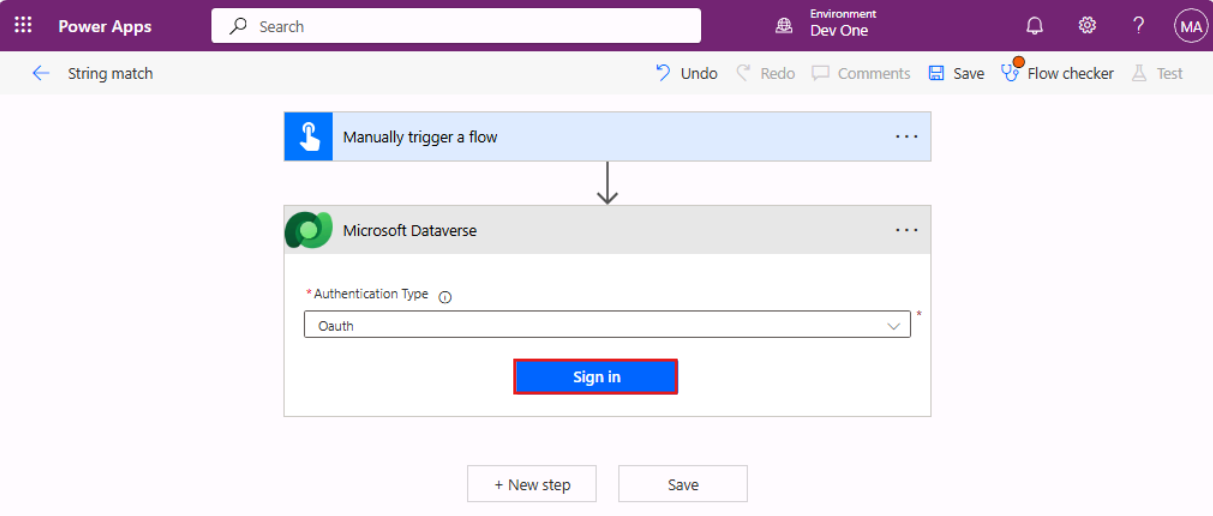 Power Apps
Search
Environment
Dev One
?
MA
String match
Undo
Redo
Comments
Save
Flow checker
Test
Manually trigger a flow
...
Microsoft Dataverse
...
*Authentication Type
Oauth
*
Sign in
+ New step
Save